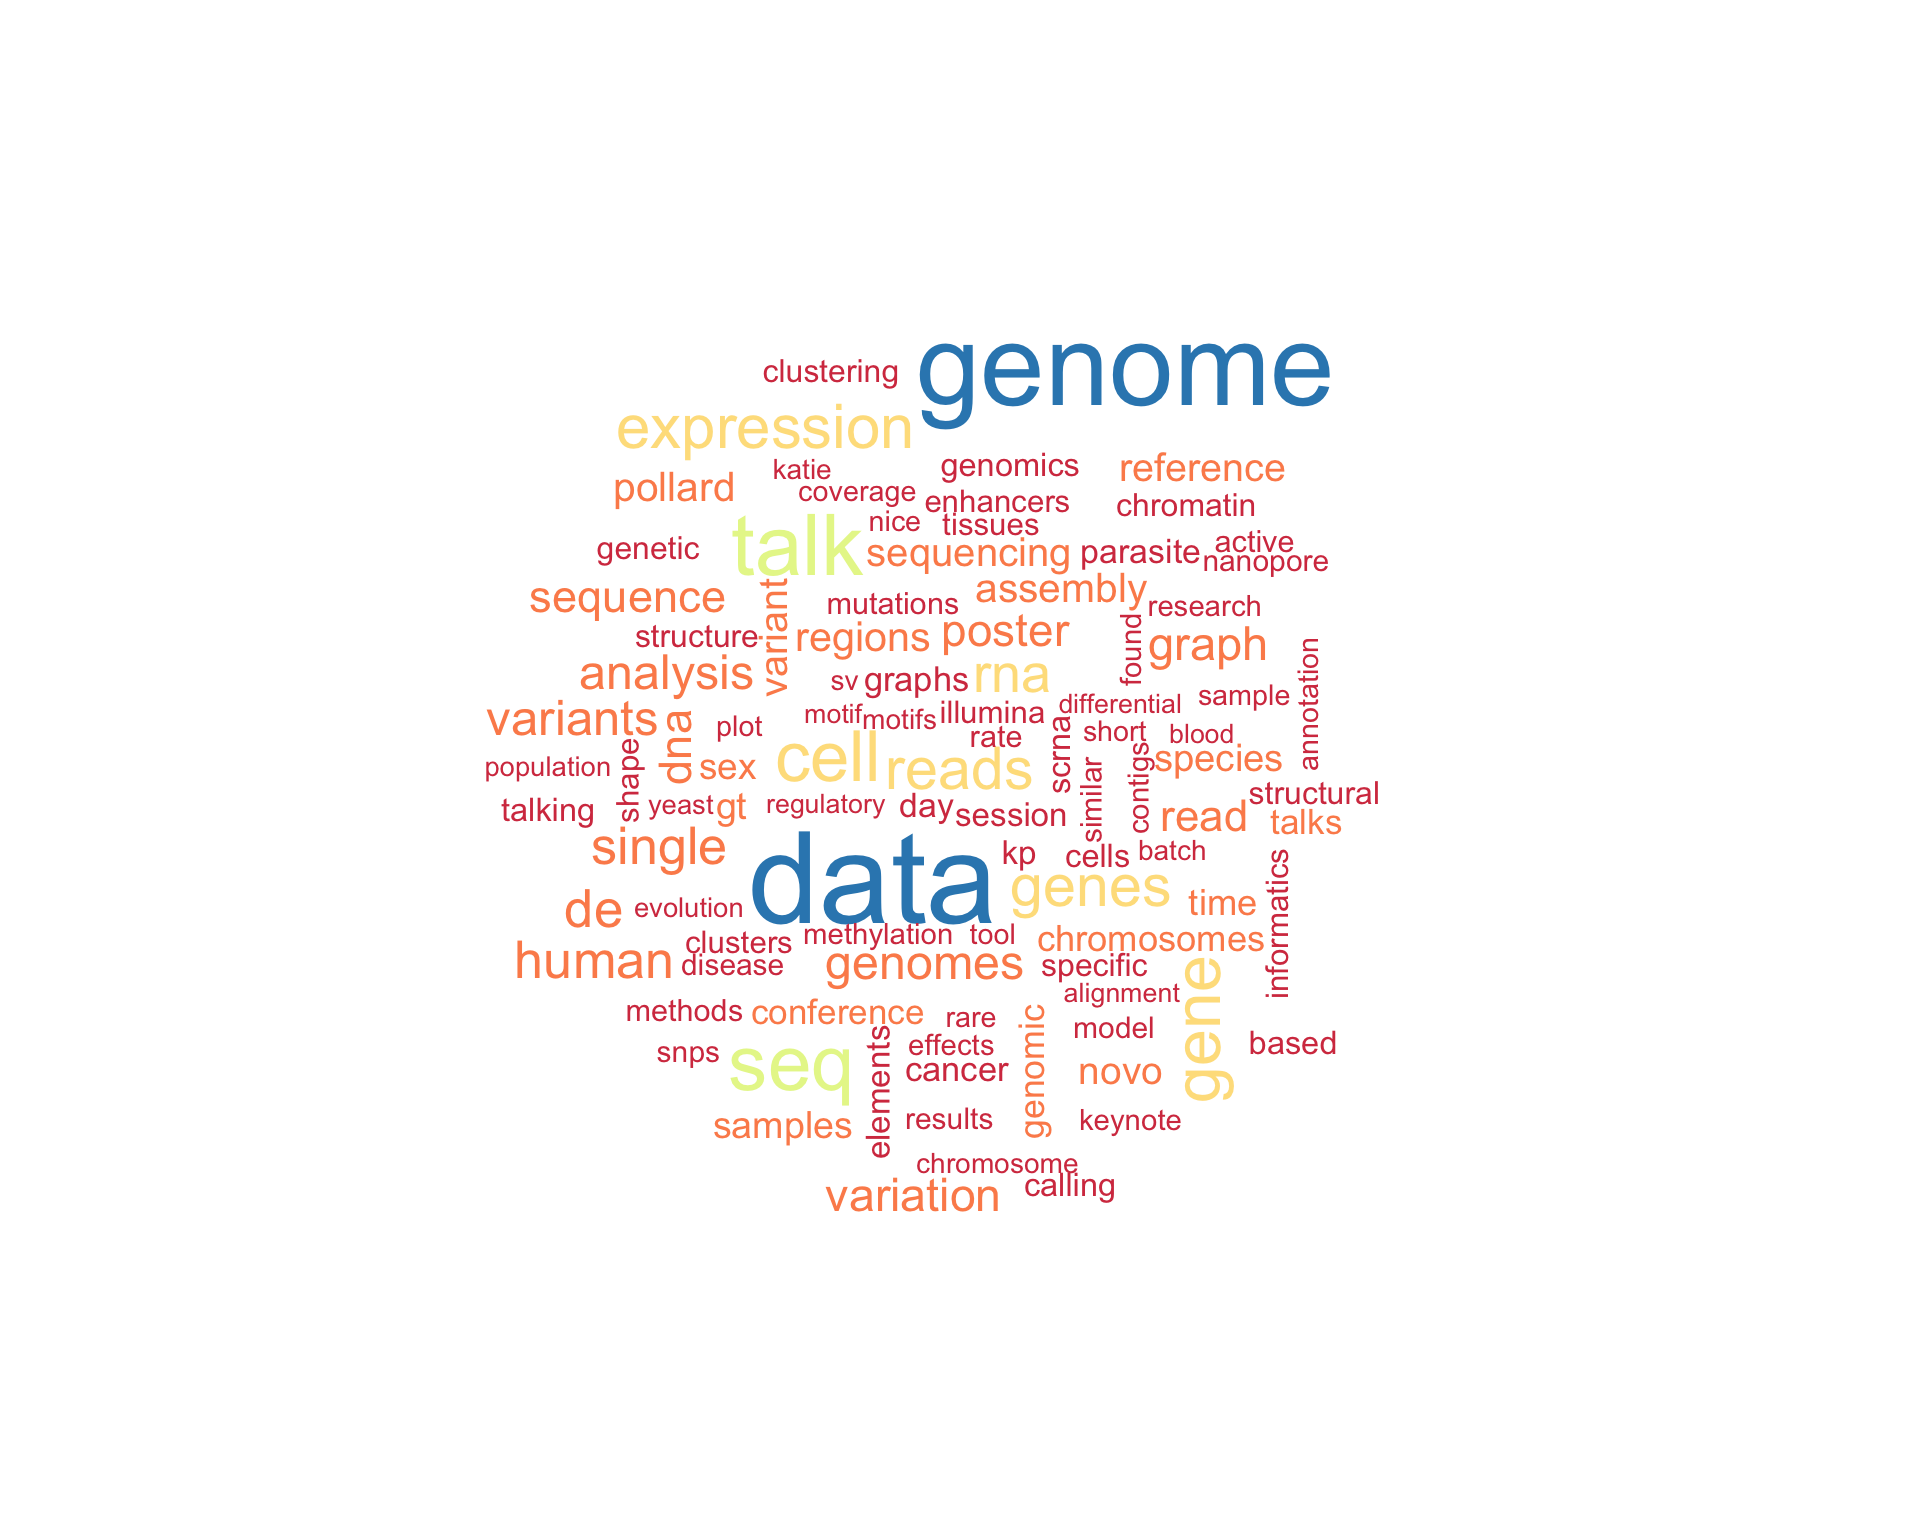 genome
clustering
expression
katie
genomics
reference
pollard
coverage
enhancers
chromatin
nice
tissues
talk
genetic
sequencing
parasite
active
nanopore
sequence
variant
mutations
assembly
research
structure
regions
poster
found
graph
analysis
sv
graphs
rna
annotation
variants
dna
plot
motif
motifs
illumina
differential
sample
rate
scrna
short
blood
population
shape
sex
cell
reads
similar
contigs
species
talking
yeast
gt
regulatory
day
session
structural
read
talks
single
data
kp
cells
batch
informatics
genes
time
de
evolution
clusters
methylation
tool
chromosomes
human
disease
genomes
specific
gene
alignment
methods
conference
rare
genomic
model
snps
seq
elements
effects
cancer
novo
based
samples
results
keynote
chromosome
variation
calling